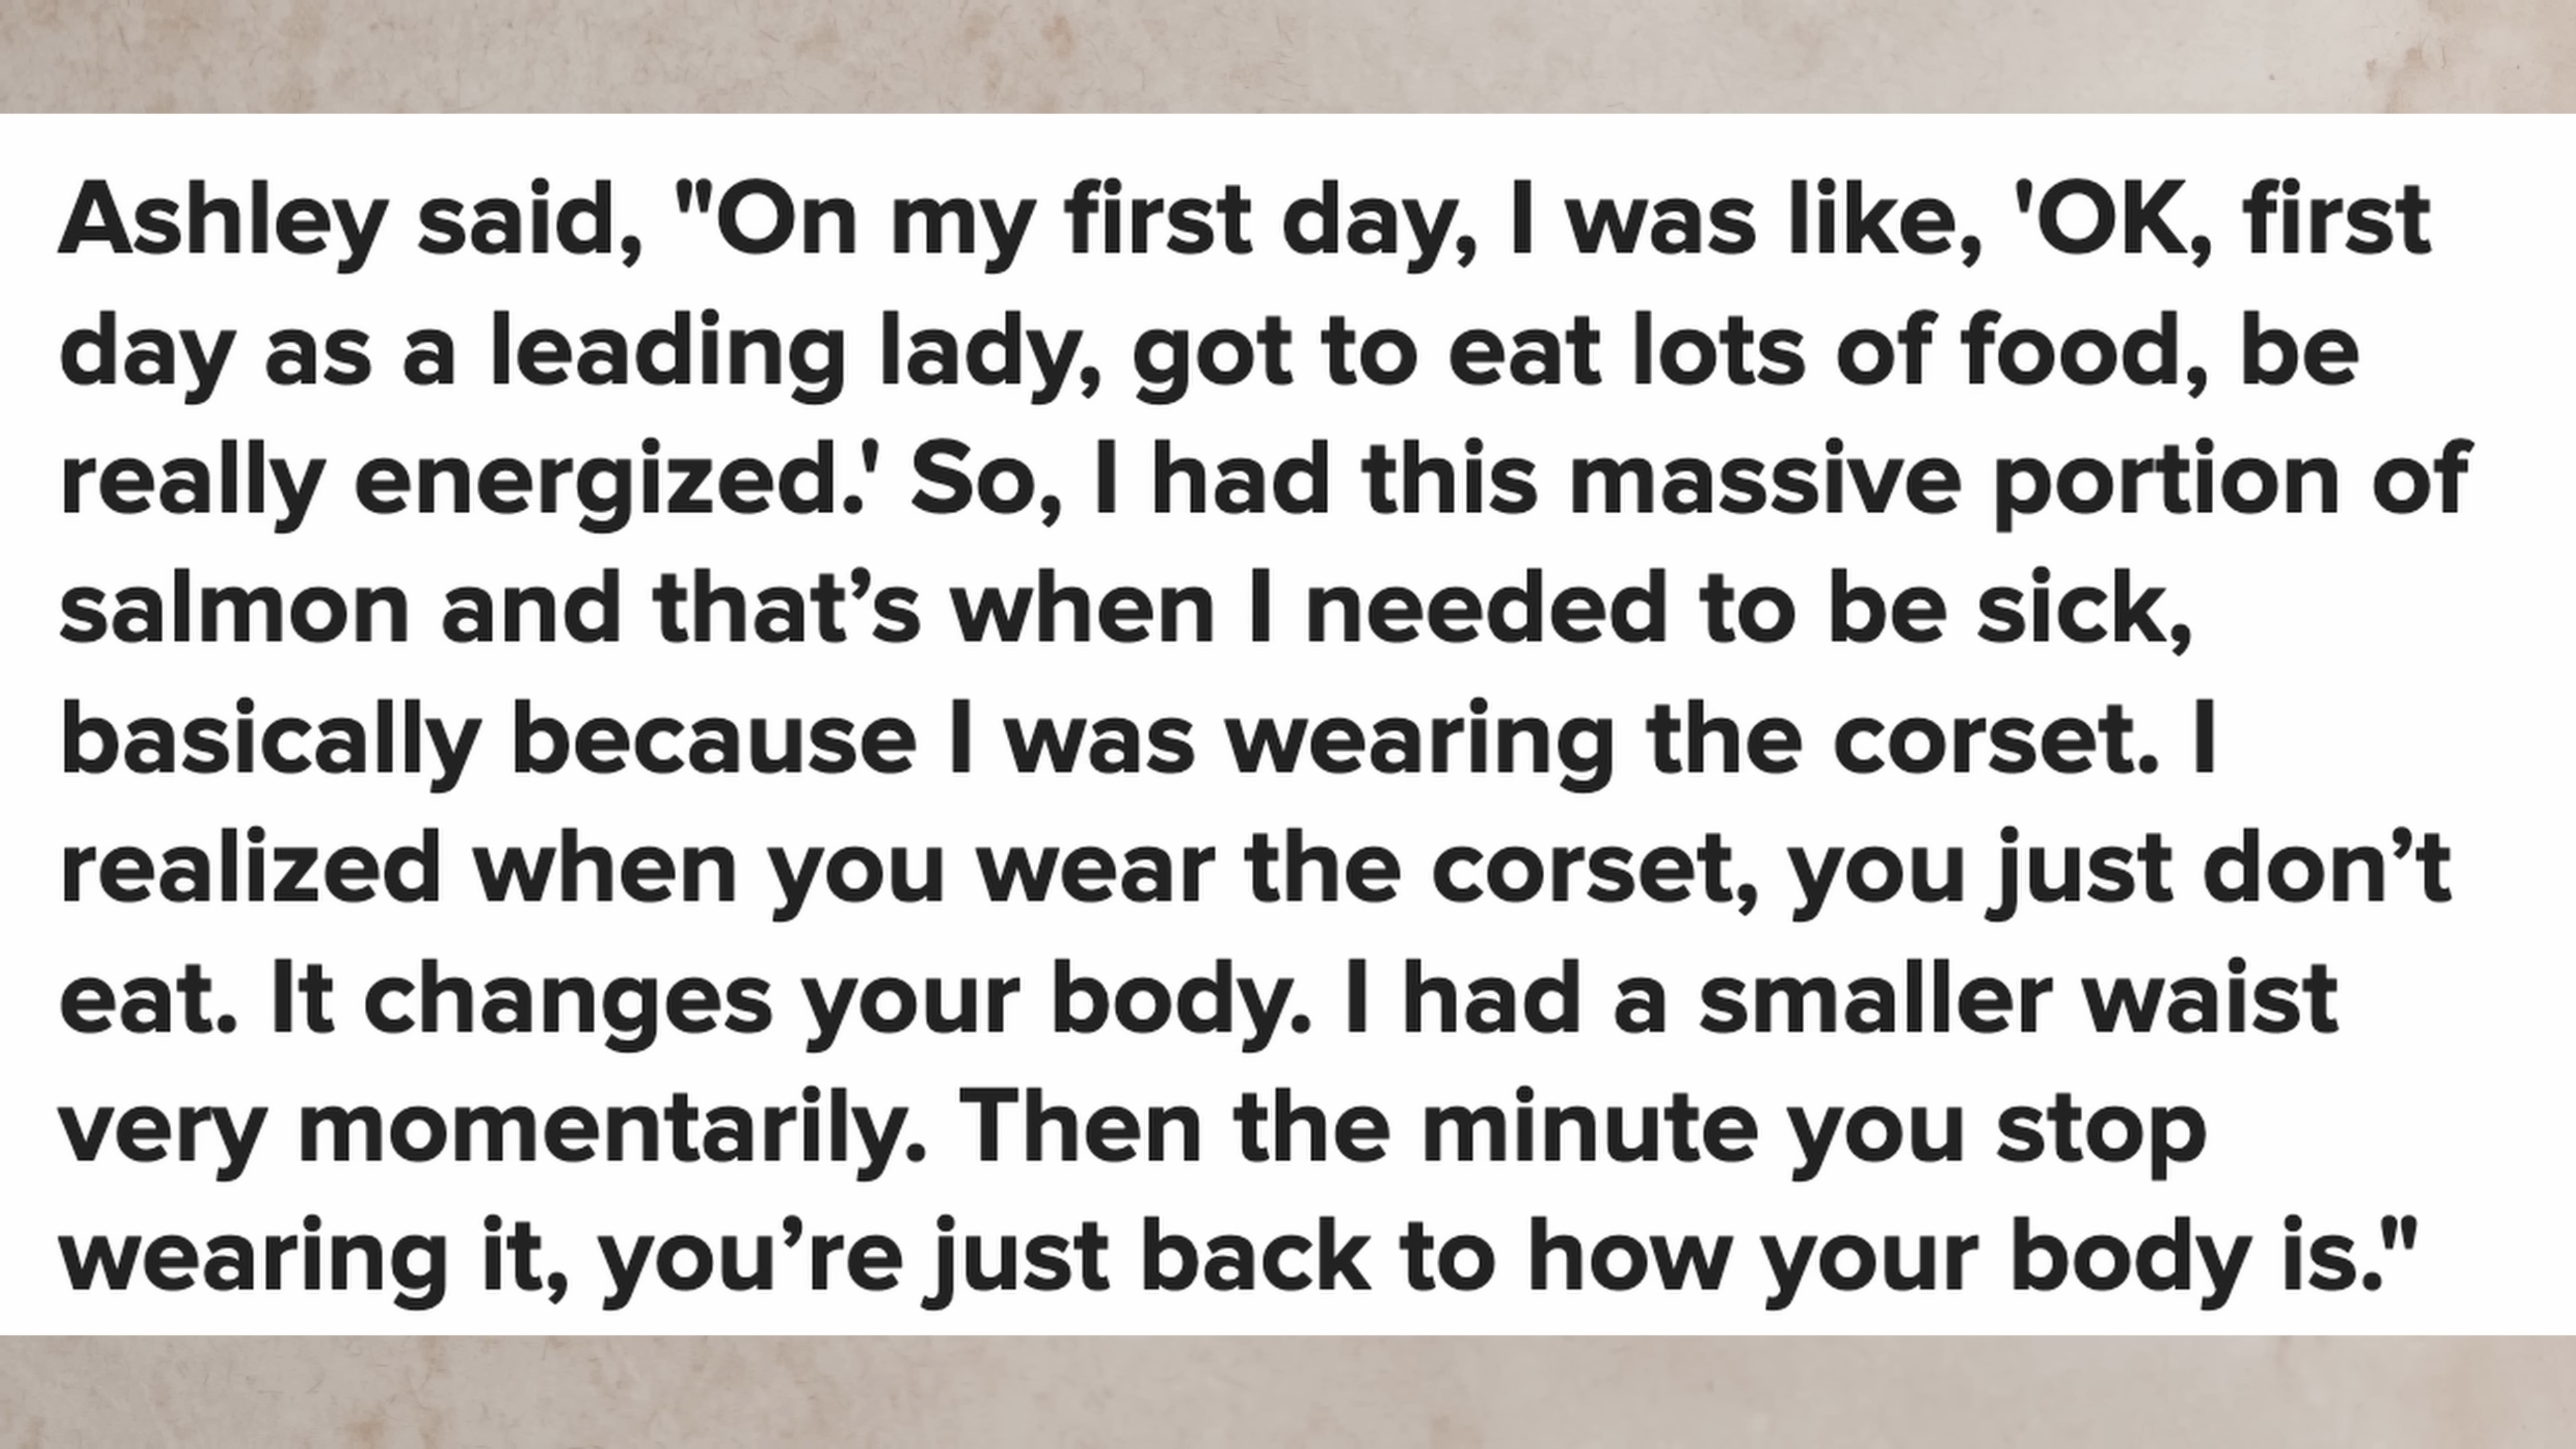 Ashley said, "On my first day, I was like, 'OK, first
day as a leading lady, got to eat lots of food, be
really energized.' So, I had this massive portion of
salmon and that’s when I needed to be sick,
basically because I was wearing the corset. I
realized when you wear the corset, you just don’t
eat. It changes your body. I had a smaller waist
very momentarily. Then the minute you stop
wearing it, you’re just back to how your body is."